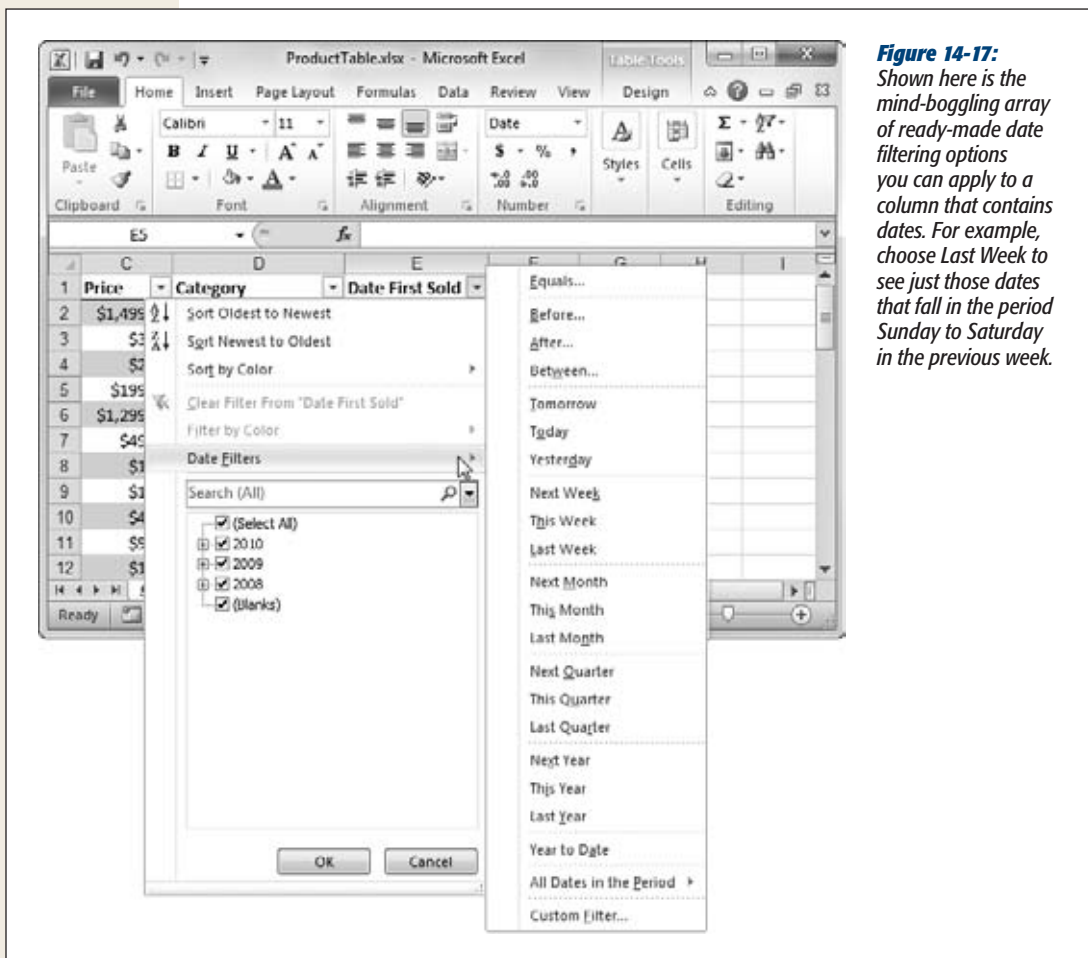 ProductTable.xlsx - Microsoft Excel
Table Tools
File Home Insert Page Layout Formulas Data Review View Design
Calibri 11
Date
B I U A A
$ % ,
Paste
Styles Cells
Σ
Clipboard Font Alignment Number Editing
E5 fx
C D E F G H I
1 Price Category Date First Sold
2 $1,499
3
4
5 $199
6 $1,299
7
8
9
10
11
12
Sort Oldest to Newest
Sort Newest to Oldest
Sort by Color
Clear Filter From "Date First Sold"
Filter by Color
Date Filters
Search (All)
(Select All)
2010
2009
2008
(Blanks)
OK Cancel
Ready
Equals...
Before...
After...
Between...
Tomorrow
Today
Yesterday
Next Week
This Week
Last Week
Next Month
This Month
Last Month
Next Quarter
This Quarter
Last Quarter
Next Year
This Year
Last Year
Year to Date
All Dates in the Period
Custom Filter...
Figure 14-17:
Shown here is the
mind-boggling array
of ready-made date
filtering options
you can apply to a
column that contains
dates. For example,
choose Last Week to
see just those dates
that fall in the period
Sunday to Saturday
in the previous week.